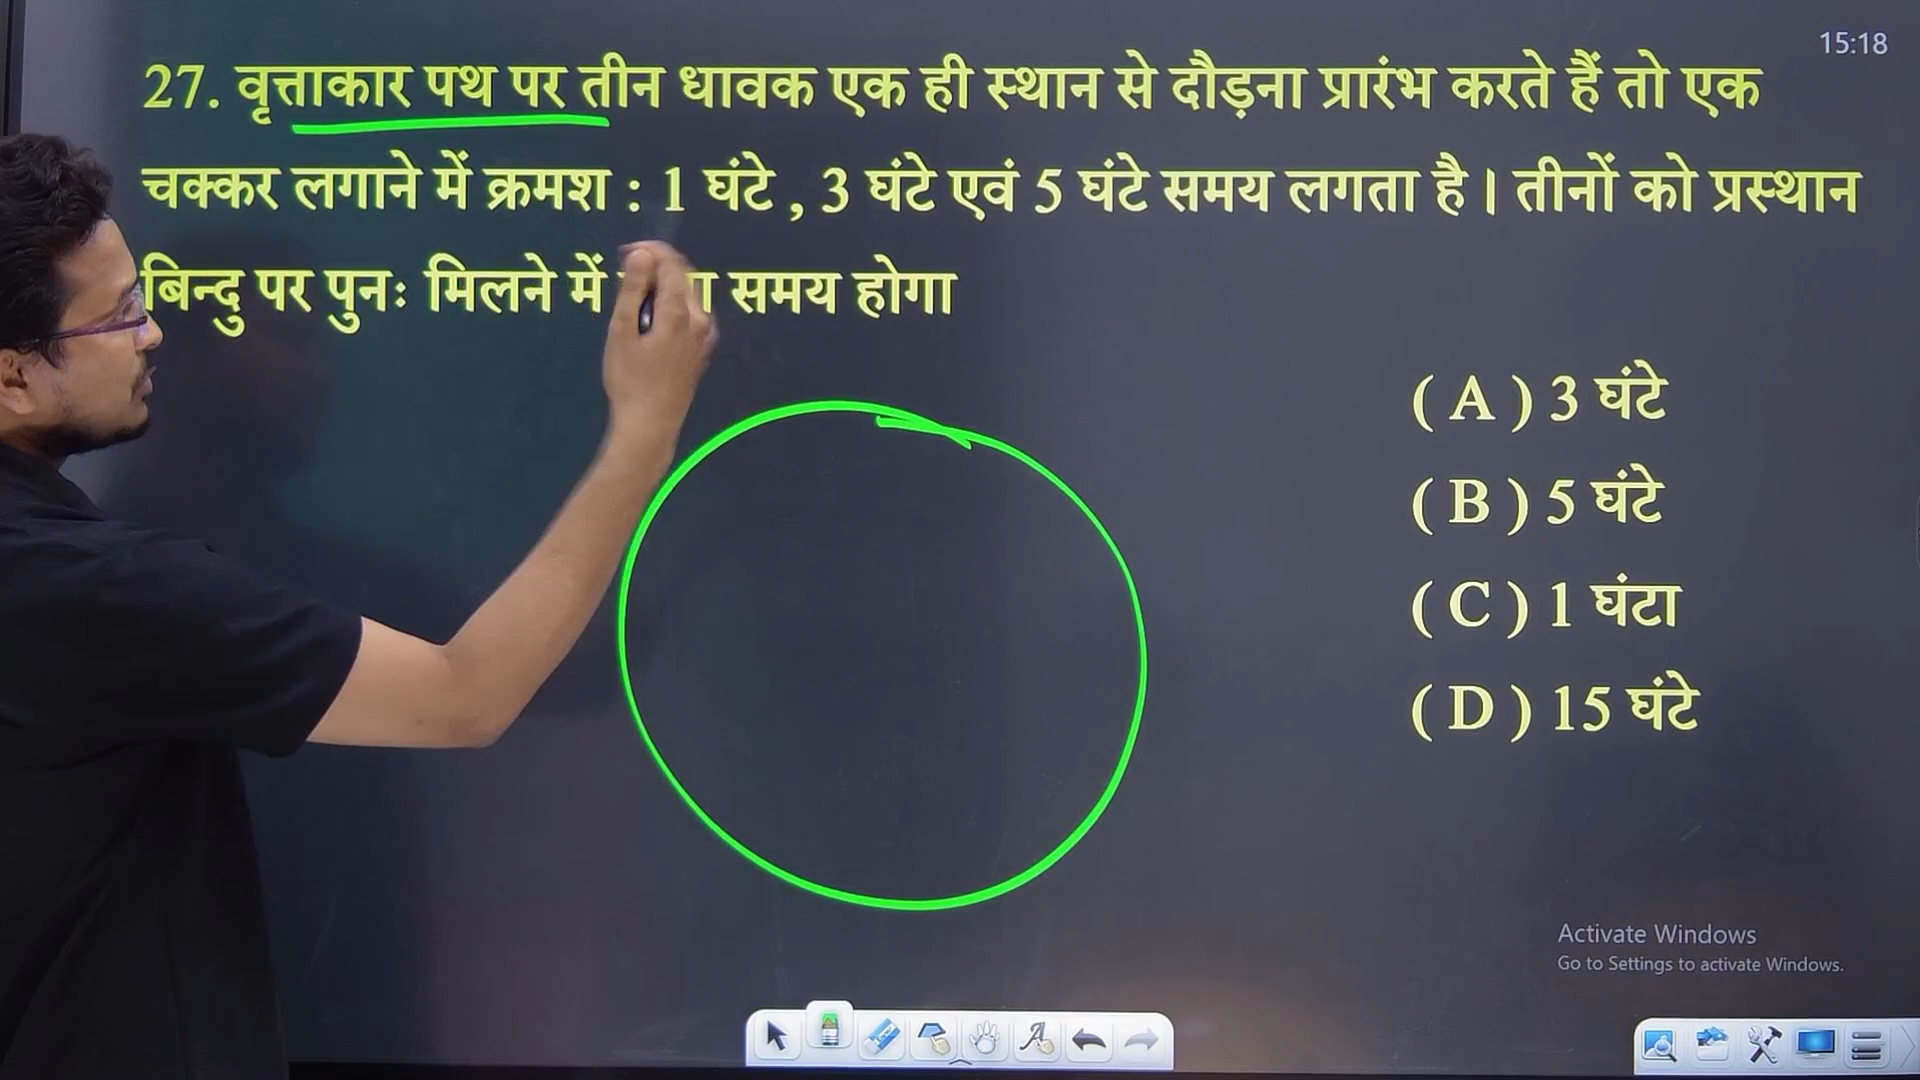 15:18
27. वृत्ताकार पथ पर तीन धावक एक ही स्थान से दौड़ना प्रारंभ करते हैं तो एक
चक्कर लगाने में क्रमश : 1 घंटे , 3 घंटे एवं 5 घंटे समय लगता है । तीनों को प्रस्थान
बिन्दु पर पुनः मिलने में समय होगा
( A ) 3 घंटे
( B ) 5 घंटे
( C ) 1 घंटा
( D ) 15 घंटे
Activate Windows
Go to Settings to activate Windows.